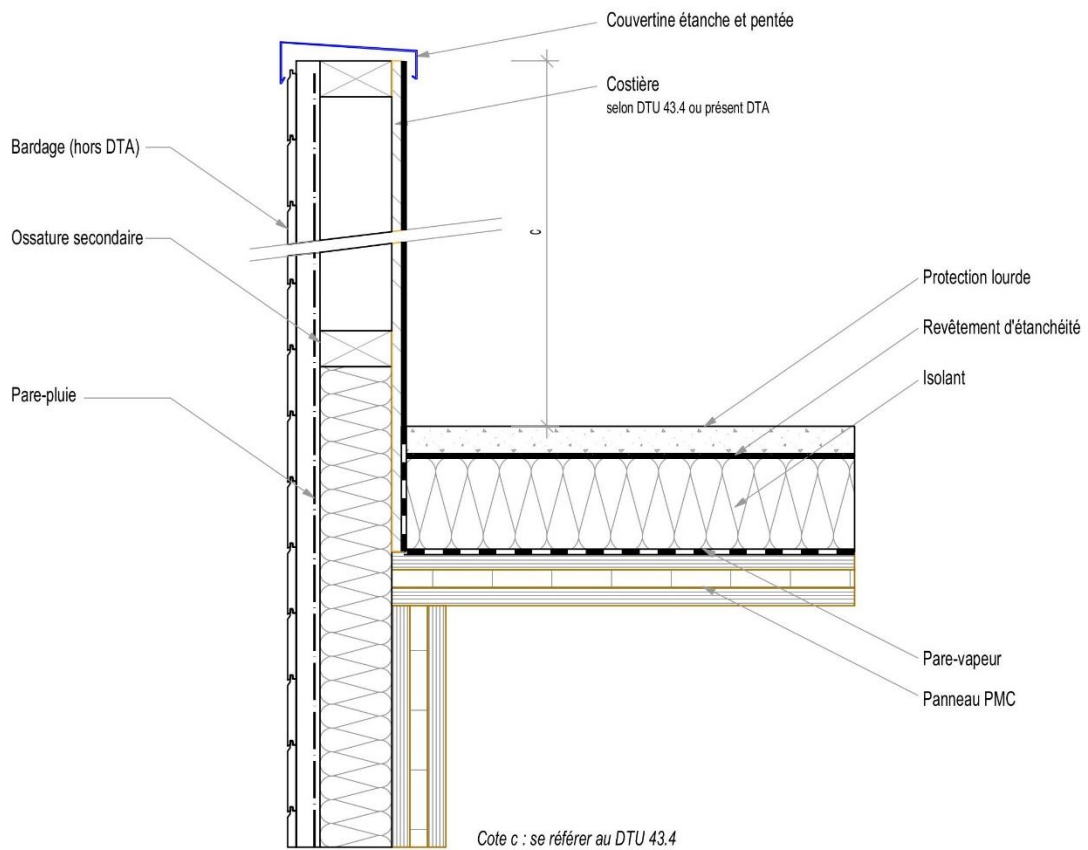 Couvertine étanche et pentée
Costière
selon DTU 43.4 ou présent DTA
Bardage (hors DTA)
Ossature secondaire
c
Protection lourde
Revêtement d'étanchéité
Isolant
Pare-pluie
Pare-vapeur
Panneau PMC
Cote c : se référer au DTU 43.4